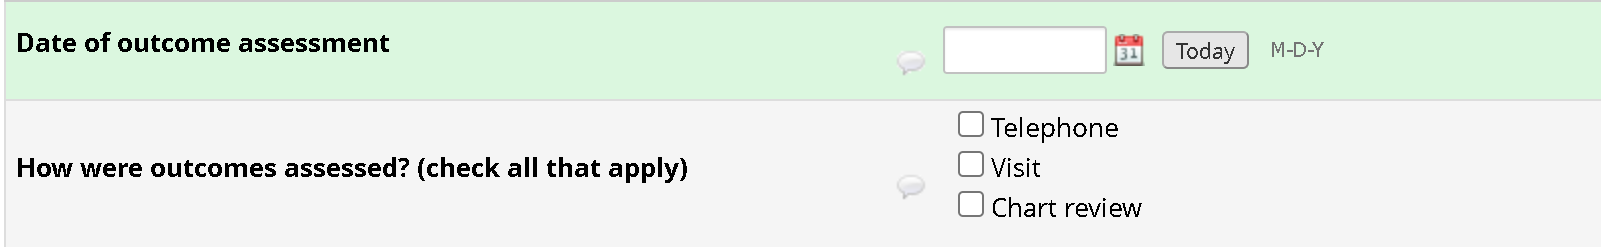 Date of outcome assessment
31 Today M-D-Y
Telephone
How were outcomes assessed? (check all that apply)
Visit
Chart review